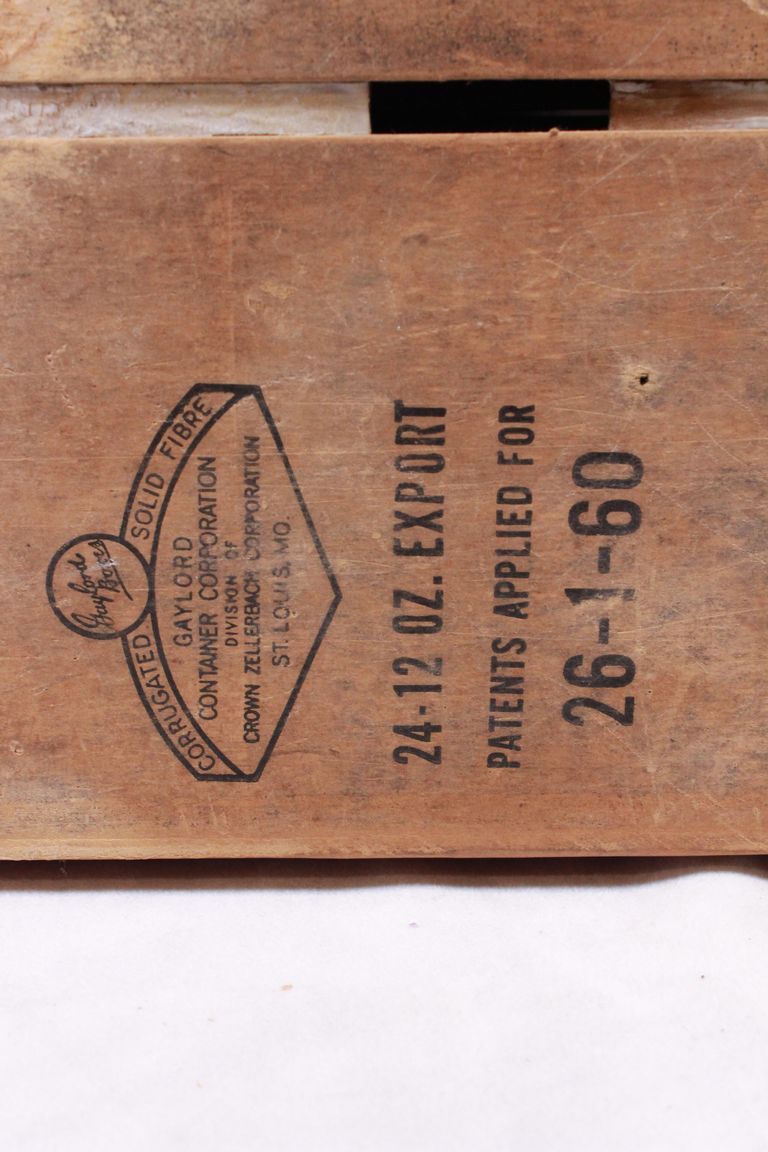 Gaylord
Boxes
CORRUGATED SOLID FIBRE
GAYLORD
CONTAINER CORPORATION
DIVISION OF
CROWN ZELLERBACH CORPORATION
ST. LOUIS, MO.
24-12 OZ. EXPORT
PATENTS APPLIED FOR
26-1-60